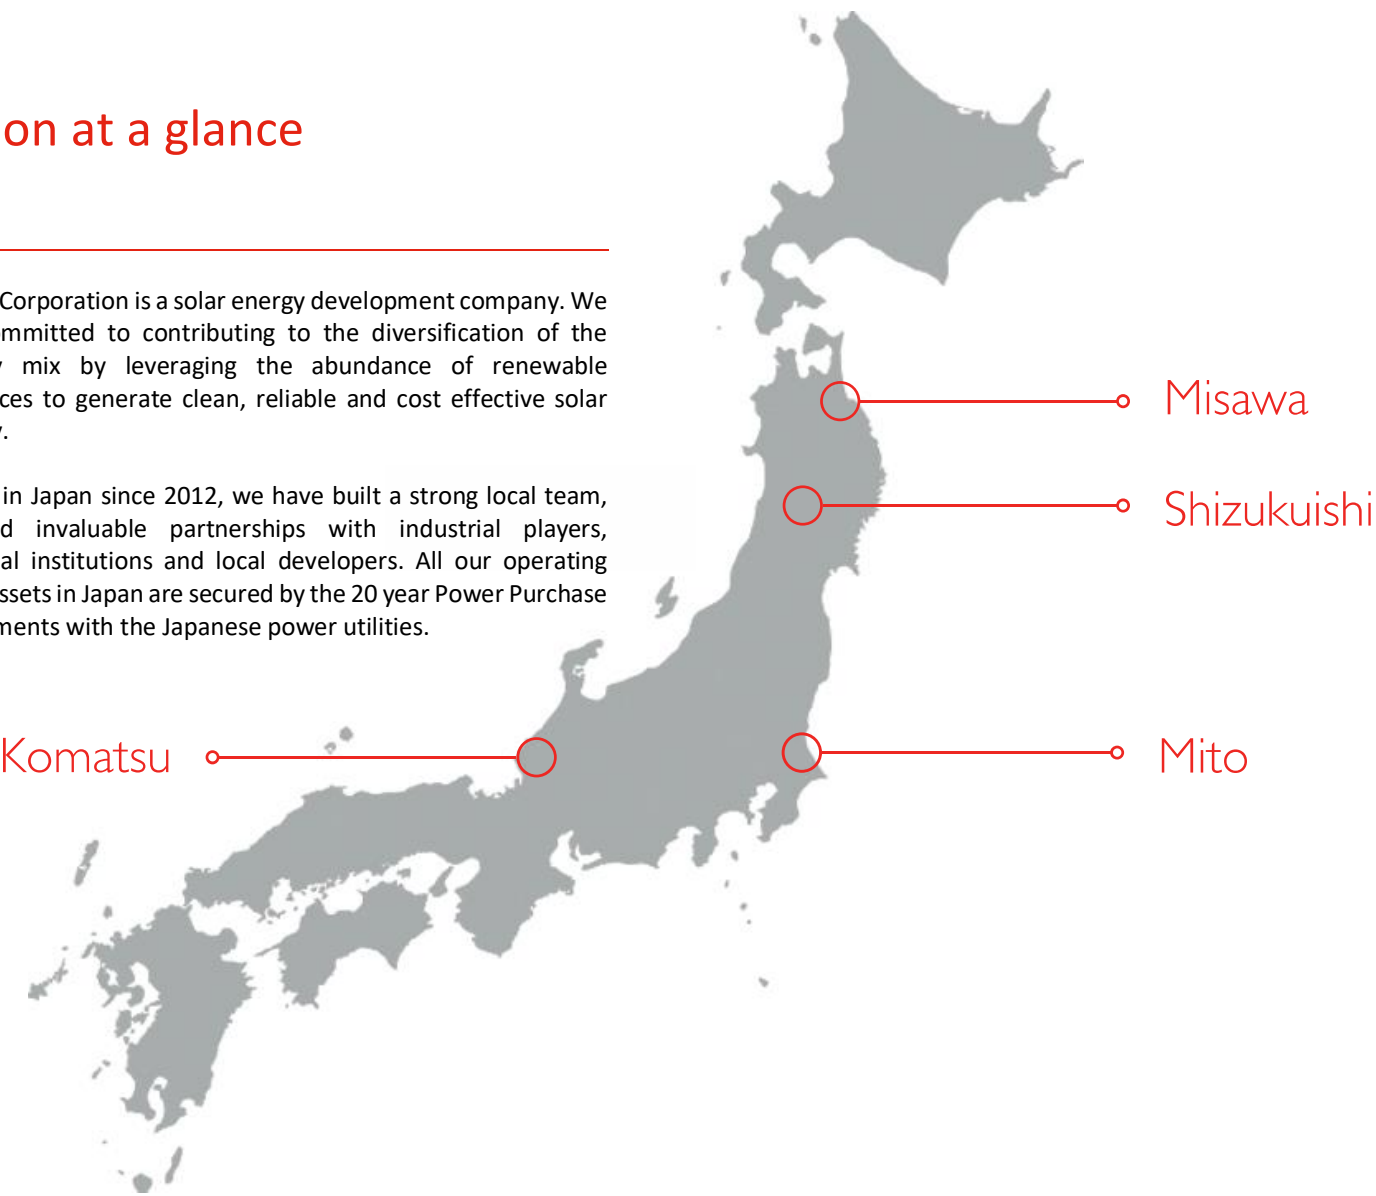 on at a glance
Corporation is a solar energy development company. We
ommitted to contributing to the diversification of the
y mix by leveraging the abundance of renewable
ces to generate clean, reliable and cost effective solar
y.
in Japan since 2012, we have built a strong local team,
d invaluable partnerships with industrial players,
al institutions and local developers. All our operating
ssets in Japan are secured by the 20 year Power Purchase
ments with the Japanese power utilities.
Misawa
Shizukuishi
Komatsu
Mito